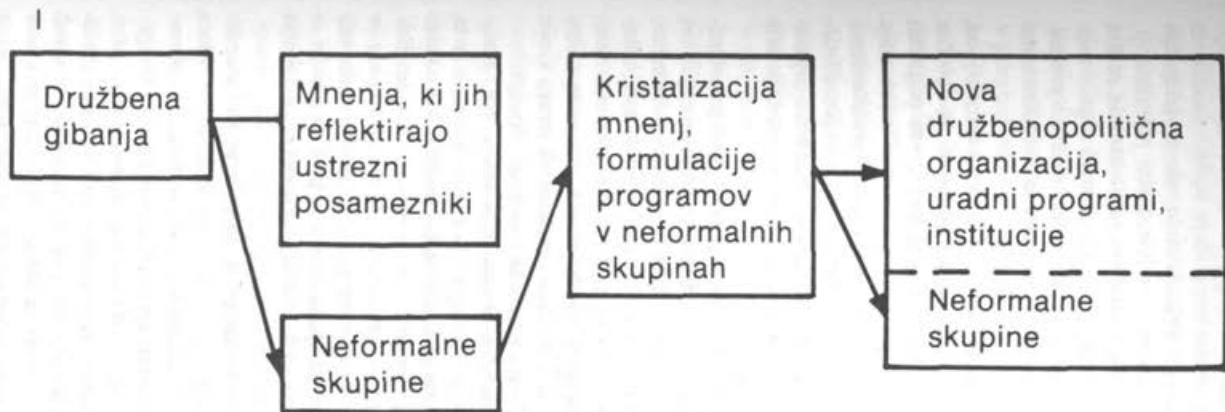 I
Družbena
gibanja
Mnenja, ki jih
reflektirajo
ustrezni
posamezniki
Neformalne
skupine
Kristalizacija
mnenj,
formulacije
programov
v neformalnih
skupinah
Nova
družbenopolitična
organizacija,
uradni programi,
institucije
Neformalne
skupine